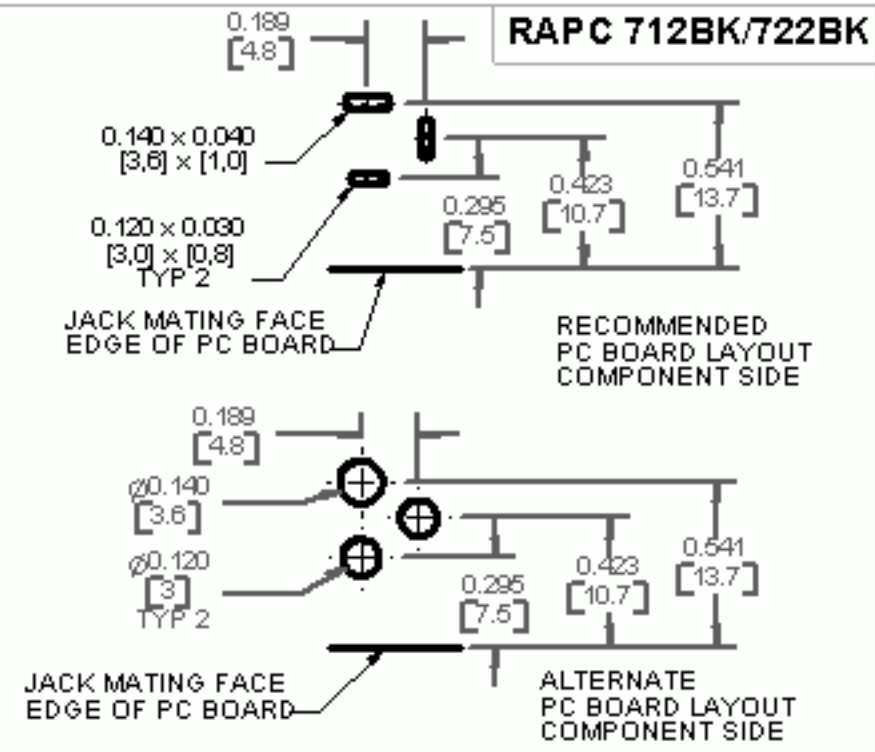 RAPC 712BK/722BK
0.189
[4.8]
0.140 x 0.040
[3,6] x [1,0]
0.120 x 0.030
[3,0] x [0,8]
TYP 2
0.295
[7.5]
0.423
[10.7]
0.541
[13.7]
JACK MATING FACE
EDGE OF PC BOARD
RECOMMENDED
PC BOARD LAYOUT
COMPONENT SIDE
0.189
[4.8]
Ø0.140
[3.6]
Ø0.120
[3]
TYP 2
0.295
[7.5]
0.423
[10.7]
0.541
[13.7]
JACK MATING FACE
EDGE OF PC BOARD
ALTERNATE
PC BOARD LAYOUT
COMPONENT SIDE